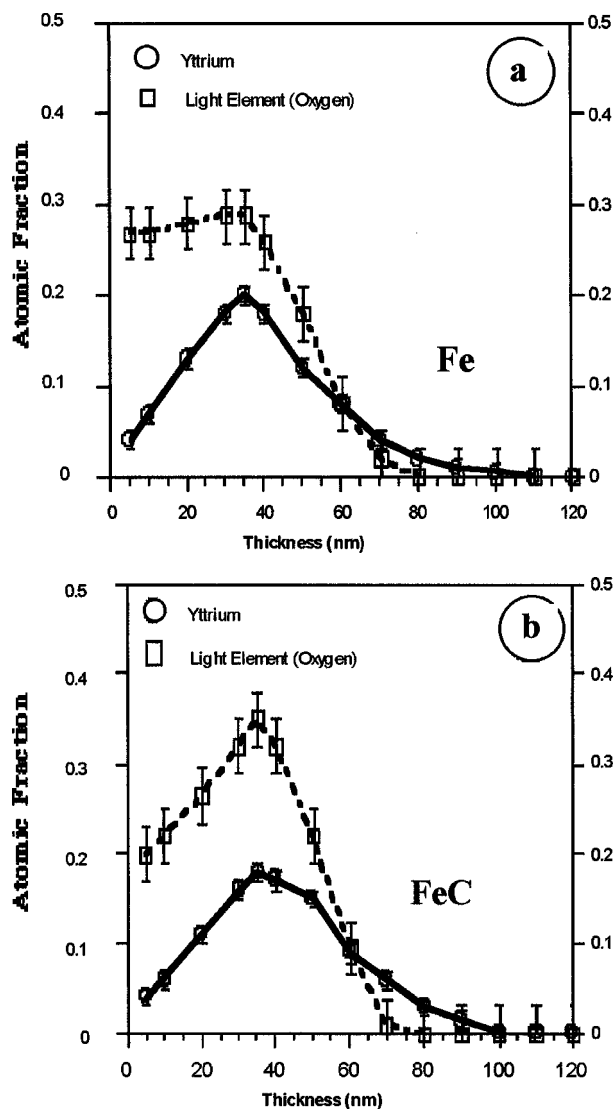 0.5 0.5
Yttrium
a
Light Element (Oxygen)
0.4 0.4
0.3 0.3
Atomic Fraction
0.2 0.2
Fe
0.1 0.1
0 0
0 20 40 60 80 100 120
Thickness (nm)
0.5 0.5
Yttrium
b
Light Element (Oxygen)
0.4 0.4
0.3 0.3
Atomic Fraction
0.2 0.2
FeC
0.1 0.1
0 0
0 20 40 60 80 100 120
Thickness (nm)